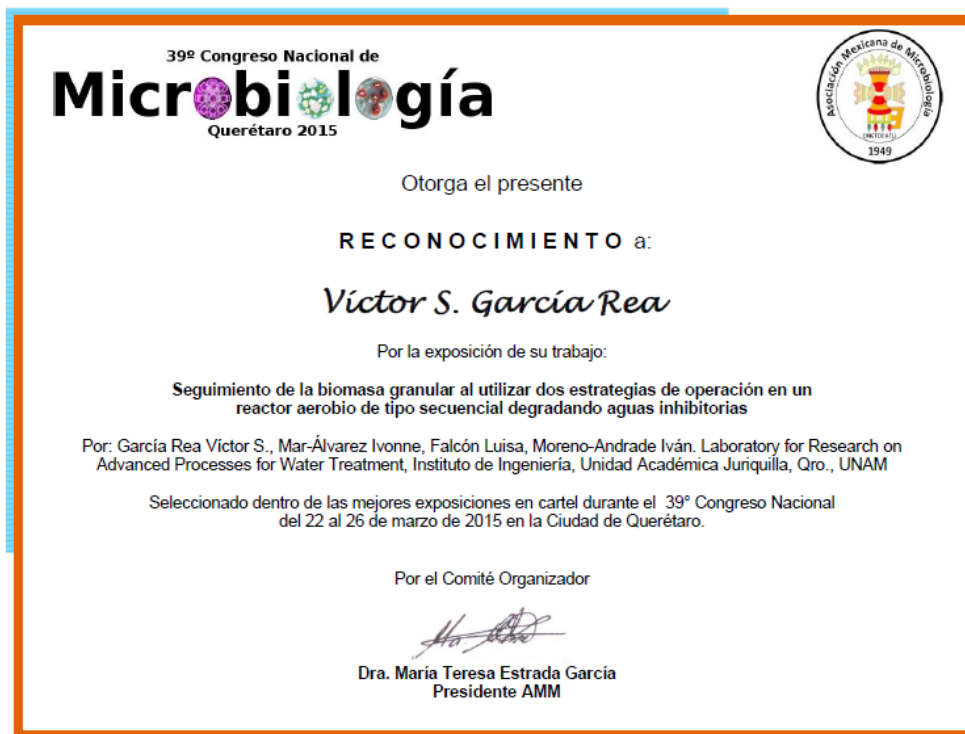 39º Congreso Nacional de
Microbiología
Querétaro 2015
Asociación Mexicana de Microbiología
1949
Otorga el presente
RECONOCIMIENTO a:
Víctor S. García Rea
Por la exposición de su trabajo:
Seguimiento de la biomasa granular al utilizar dos estrategias de operación en un
reactor aerobio de tipo secuencial degradando aguas inhibitorias
Por: García Rea Víctor S., Mar-Álvarez Ivonne, Falcón Luisa, Moreno-Andrade Iván. Laboratory for Research on
Advanced Processes for Water Treatment, Instituto de Ingeniería, Unidad Académica Juriquilla, Qro., UNAM
Seleccionado dentro de las mejores exposiciones en cartel durante el 39° Congreso Nacional
del 22 al 26 de marzo de 2015 en la Ciudad de Querétaro.
Por el Comité Organizador
Dra. María Teresa Estrada García
Presidente AMM